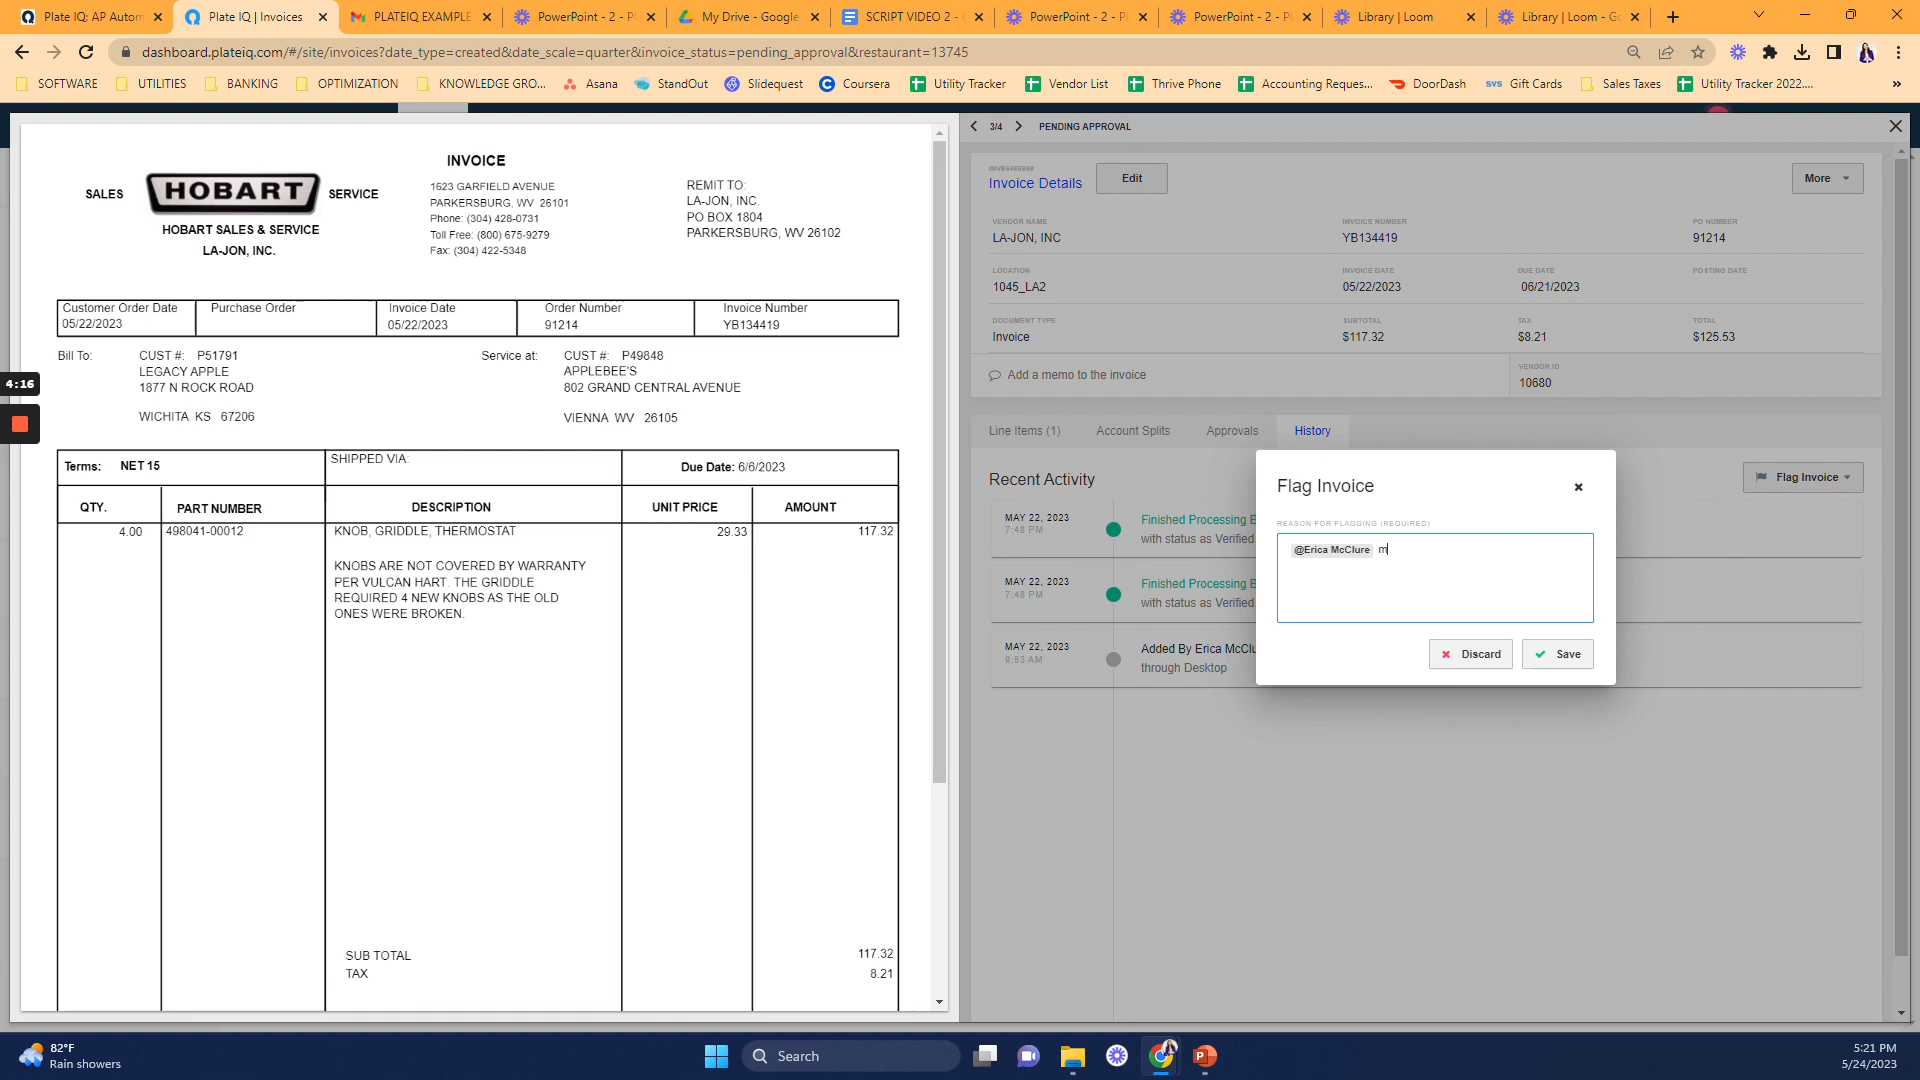 Plate IQ: AP Autom
Plate IQ | Invoices
PLATEIQ EXAMPLE
PowerPoint - 2 - Pl
My Drive - Google
SCRIPT VIDEO 2 -
PowerPoint - 2 - Pl
PowerPoint - 2 - Pl
Library | Loom
Library | Loom - Go
dashboard.plateiq.com/#/site/invoices?date_type=created&date_scale=quarter&invoice_status=pending_approval&restaurant=13745
SOFTWARE
UTILITIES
BANKING
OPTIMIZATION
KNOWLEDGE GRO...
Asana
StandOut
Slidequest
Coursera
Utility Tracker
Vendor List
Thrive Phone
Accounting Reques...
DoorDash
SVS
Gift Cards
Sales Taxes
Utility Tracker 2022....
INVOICE
SALES
HOBART
SERVICE
HOBART SALES & SERVICE
LA-JON, INC.
1623 GARFIELD AVENUE
PARKERSBURG, WV 26101
Phone: (304) 428-0731
Toll Free: (800) 675-9279
Fax: (304) 422-5348
REMIT TO:
LA-JON, INC.
PO BOX 1804
PARKERSBURG, WV 26102
Customer Order Date
05/22/2023
Purchase Order
Invoice Date
05/22/2023
Order Number
91214
Invoice Number
YB134419
Bill To:
CUST #: P51791
LEGACY APPLE
1877 N ROCK ROAD
WICHITA KS 67206
Service at:
CUST #: P49848
APPLEBEE'S
802 GRAND CENTRAL AVENUE
VIENNA WV 26105
4:16
Terms: NET 15
SHIPPED VIA:
Due Date: 6/6/2023
QTY.
PART NUMBER
DESCRIPTION
UNIT PRICE
AMOUNT
4.00
498041-00012
KNOB, GRIDDLE, THERMOSTAT
29.33
117.32
KNOBS ARE NOT COVERED BY WARRANTY
PER VULCAN HART. THE GRIDDLE
REQUIRED 4 NEW KNOBS AS THE OLD
ONES WERE BROKEN.
SUB TOTAL
117.32
TAX
8.21
3/4
PENDING APPROVAL
Invoice Details
Edit
More
VENDOR NAME
LA-JON, INC
INVOICE NUMBER
YB134419
PO NUMBER
91214
LOCATION
1045_LA2
INVOICE DATE
05/22/2023
DUE DATE
06/21/2023
POSTING DATE
DOCUMENT TYPE
Invoice
SUBTOTAL
$117.32
TAX
$8.21
TOTAL
$125.53
Add a memo to the invoice
VENDOR ID
10680
Line Items (1)
Account Splits
Approvals
History
Recent Activity
Flag Invoice
MAY 22, 2023
7:48 PM
Finished Processing B
with status as Verified
MAY 22, 2023
7:48 PM
Finished Processing B
with status as Verified
MAY 22, 2023
9:53 AM
Added By Erica McClu
through Desktop
Flag Invoice
REASON FOR FLAGGING (REQUIRED)
@Erica McClure m
Discard
Save
82°F
Rain showers
Search
5:21 PM
5/24/2023